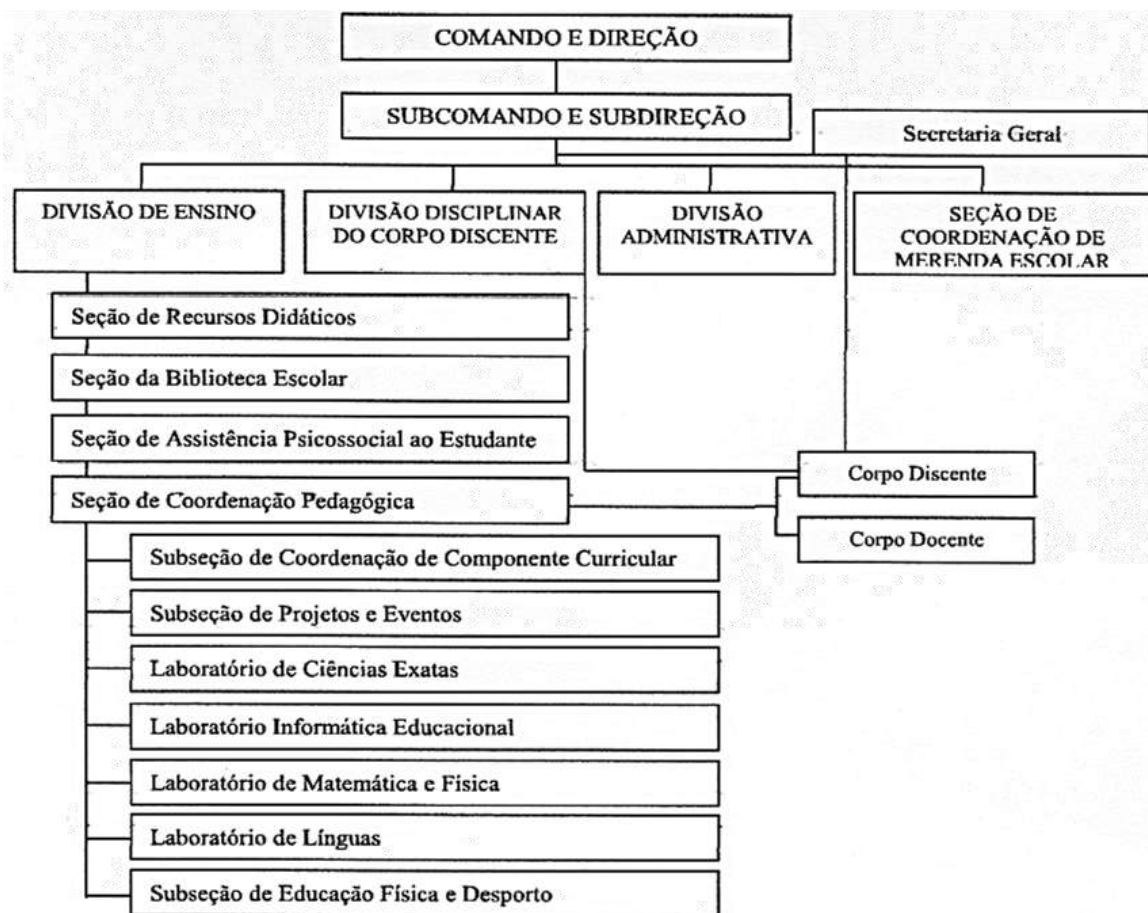 COMANDO E DIREÇÃO
SUBCOMANDO E SUBDIREÇÃO
Secretaria Geral
DIVISÃO DE ENSINO
DIVISÃO DISCIPLINAR
DO CORPO DISCENTE
DIVISÃO
ADMINISTRATIVA
SEÇÃO DE
COORDENAÇÃO DE
MERENDA ESCOLAR
Seção de Recursos Didáticos
Seção da Biblioteca Escolar
Seção de Assistência Psicossocial ao Estudante
Seção de Coordenação Pedagógica
Corpo Discente
Corpo Docente
Subseção de Coordenação de Componente Curricular
Subseção de Projetos e Eventos
Laboratório de Ciências Exatas
Laboratório Informática Educacional
Laboratório de Matemática e Física
Laboratório de Línguas
Subseção de Educação Física e Desporto